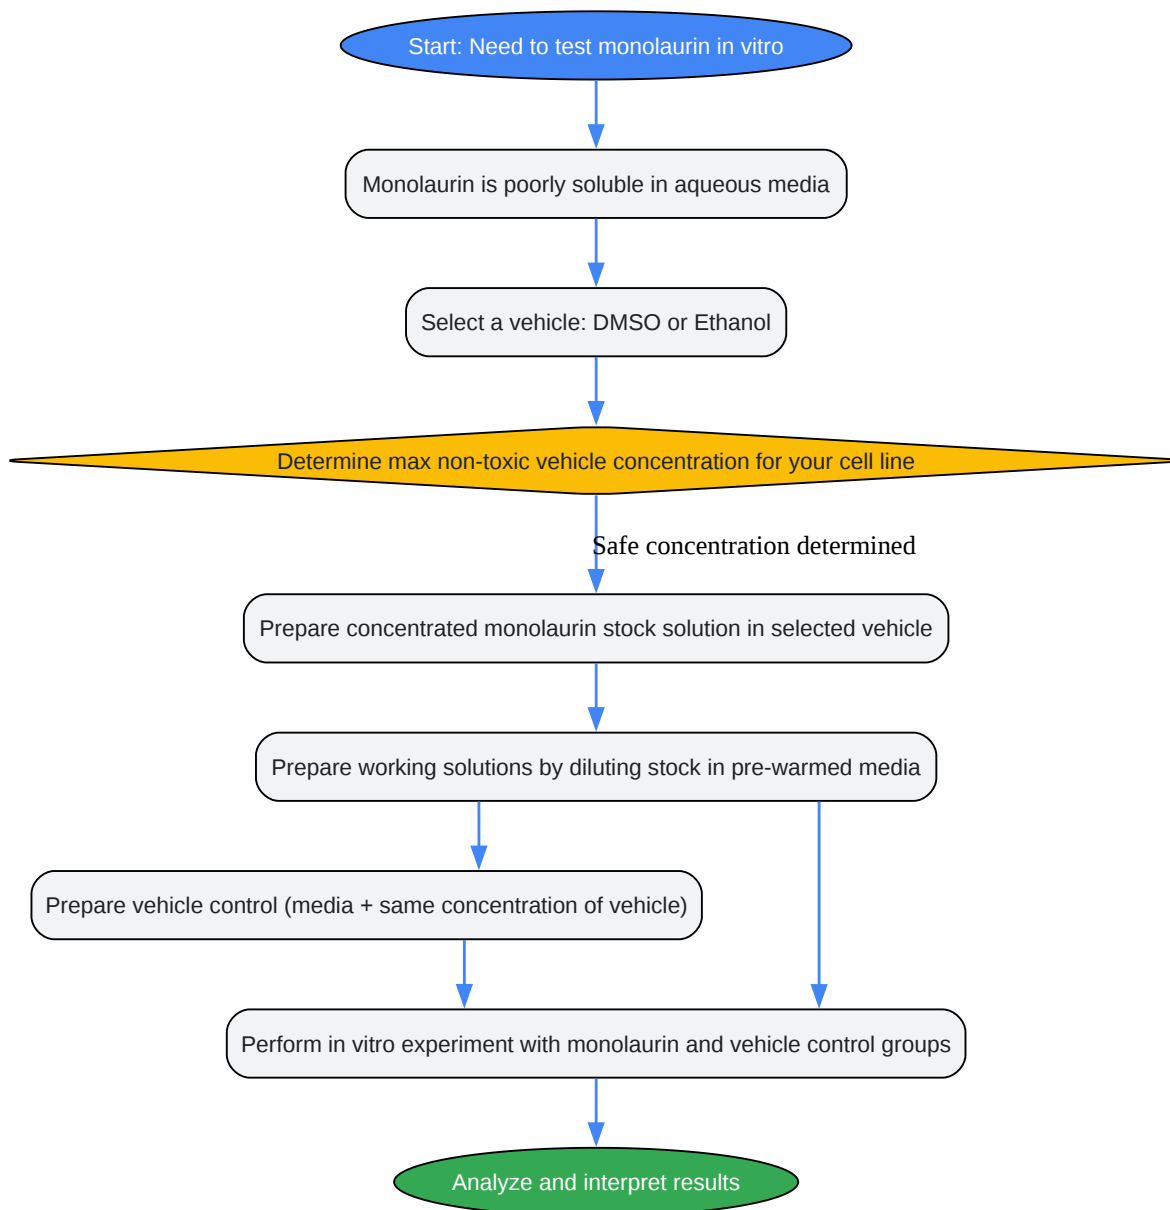 Start: Need to test monolaurin in vitro
Monolaurin is poorly soluble in aqueous media
Select a vehicle: DMSO or Ethanol
Determine max non-toxic vehicle concentration for your cell line
Safe concentration determined
Prepare concentrated monolaurin stock solution in selected vehicle
Prepare working solutions by diluting stock in pre-warmed media
Prepare vehicle control (media + same concentration of vehicle)
Perform in vitro experiment with monolaurin and vehicle control groups
Analyze and interpret results